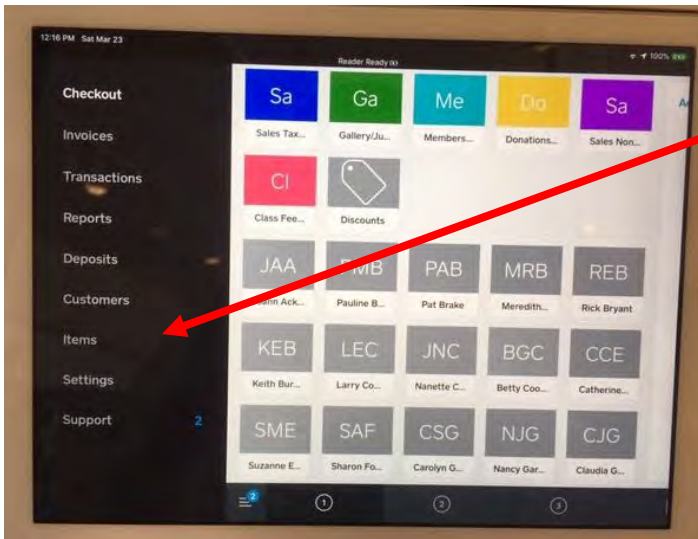 12:16 PM Sat Mar 23
100%
Reader Ready
Checkout
Invoices
Transactions
Reports
Deposits
Customers
Items
Settings
Support 2
Sa Ga Me Do Sa
Sales Tax... Gallery/Ju... Members... Donations... Sales Non...
Cl
Class Fee... Discounts
JAA PAB MRB REB
Ack... Pauline B... Pat Brake Meredith... Rick Bryant
KEB LEC JNC BGC CCE
Keith Bur... Larry Co... Nanette C... Betty Coo... Catherine...
SME SAF CSG NJG CJG
Suzanne E... Sharon Fo... Carolyn G... Nancy Gar... Claudia G...
2 1 2 3